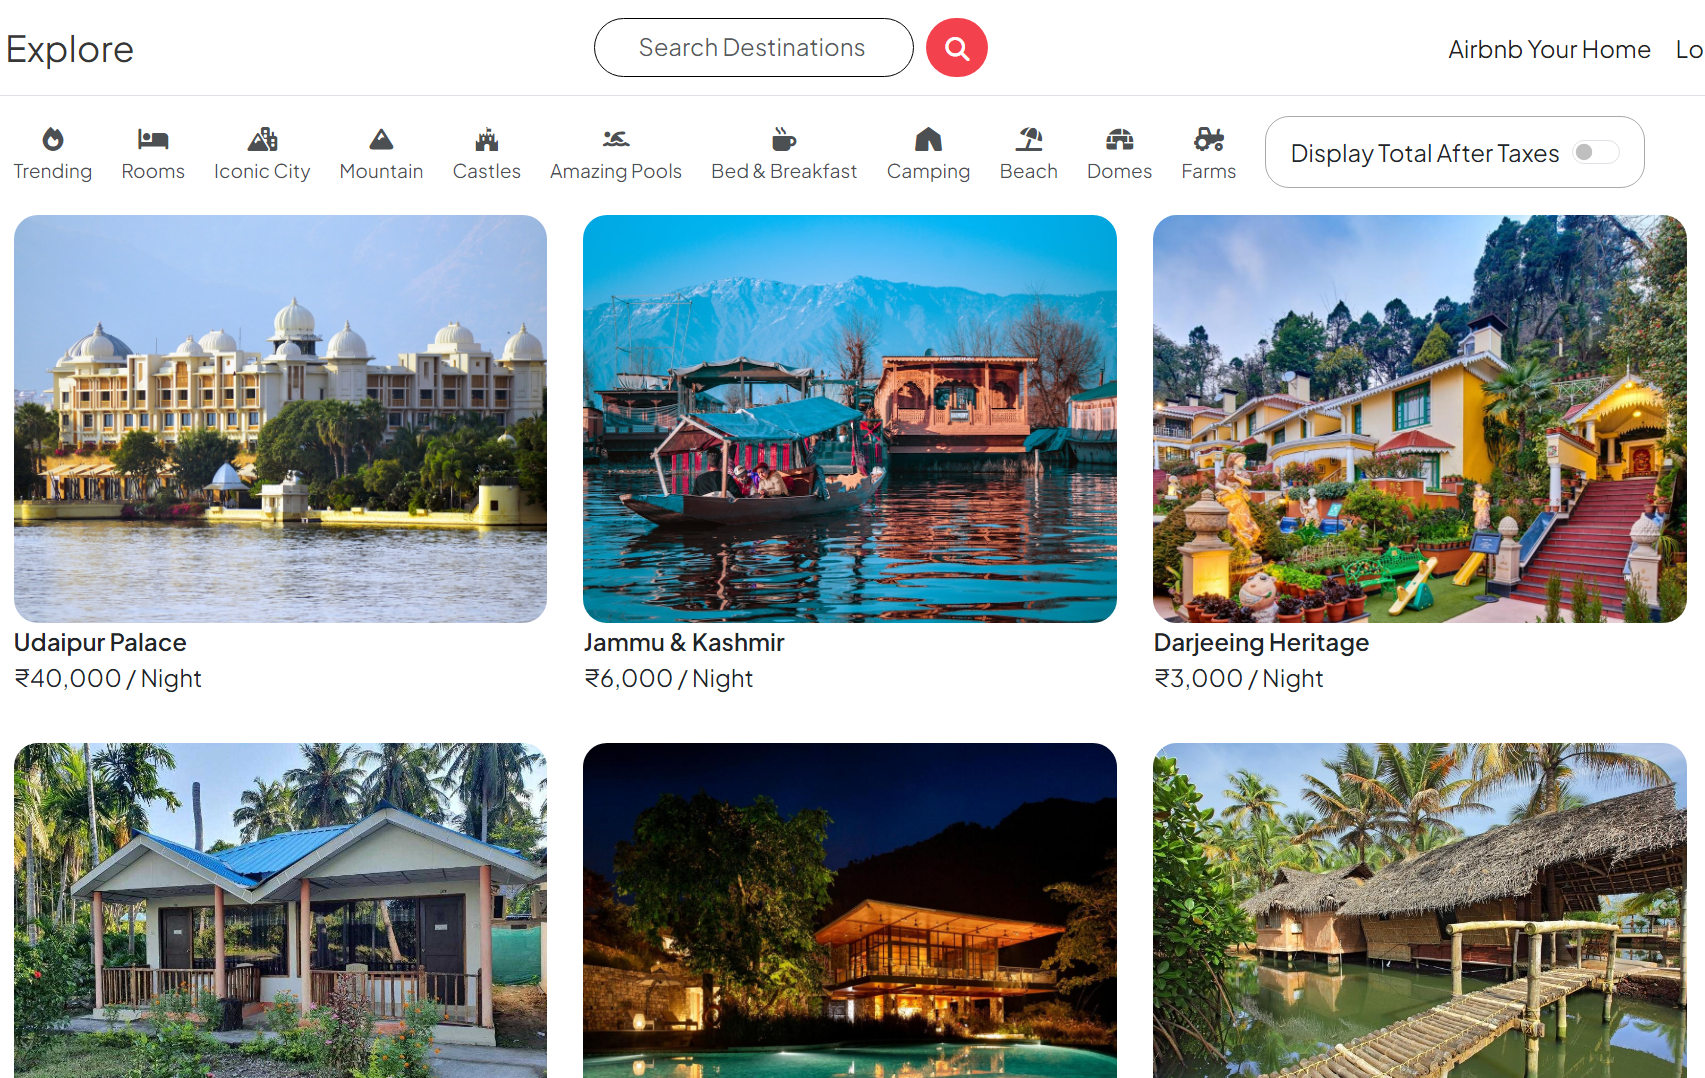 Explore
Search Destinations
Airbnb Your Home Lo
Trending Rooms Iconic City Mountain Castles Amazing Pools Bed & Breakfast Camping Beach Domes Farms
Display Total After Taxes
Udaipur Palace
₹40,000 / Night
Jammu & Kashmir
₹6,000 / Night
Darjeeing Heritage
₹3,000 / Night